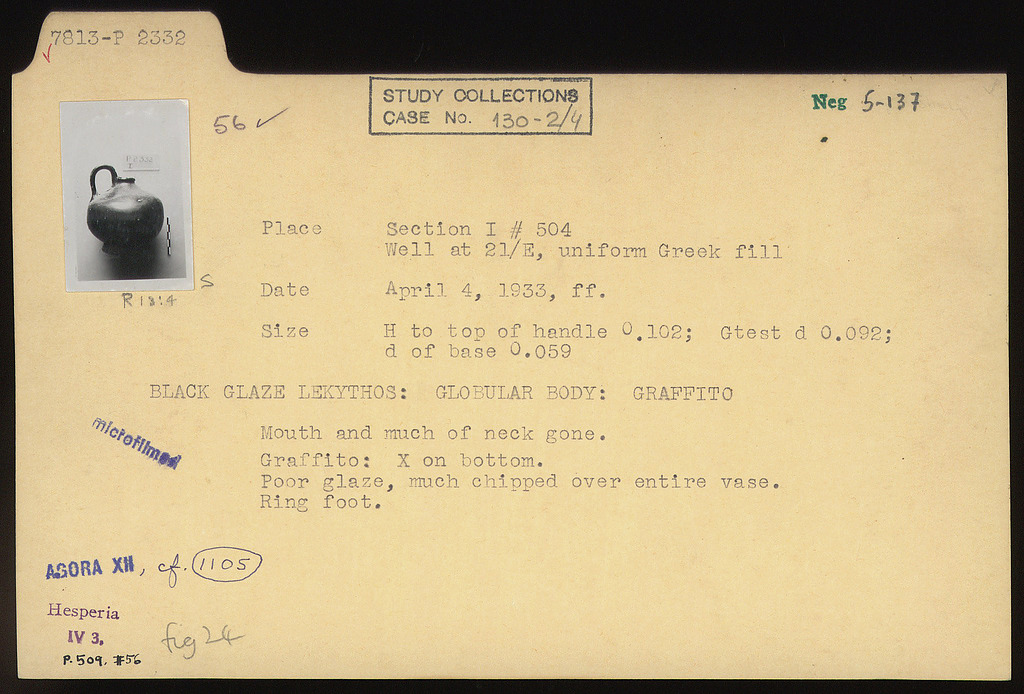 7813-P 2332
STUDY COLLECTIONS
CASE No. 130-2/4
Neg 5-137
56 ✓
R 13:4
S
Place Section I # 504
Well at 21/E, uniform Greek fill
Date April 4, 1933, ff.
Size H to top of handle 0.102; Gtest d 0.092;
d of base 0.059
BLACK GLAZE LEKYTHOS: GLOBULAR BODY: GRAFFITO
microfilmed
Mouth and much of neck gone.
Graffito: X on bottom.
Poor glaze, much chipped over entire vase.
Ring foot.
AGORA XII, cf. 1105
Hesperia
IV 3.
fig 24
P. 509. #56